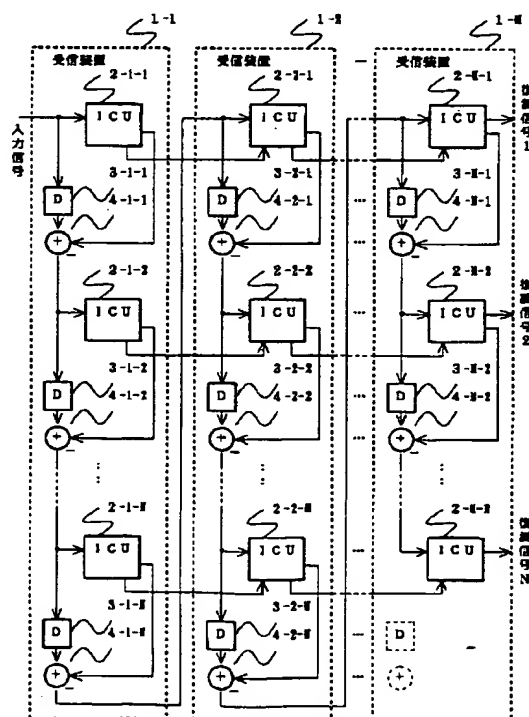 1-1
1-2
1-M
受信装置
受信装置
…
受信装置
2-1-1
2-2-1
2-M-1
入力信号
ICU
ICU
ICU
復調信号1
3-1-1
3-2-1
3-M-1
D
D
…
D
4-1-1
4-2-1
4-M-1
+
−
+
−
…
+
−
2-1-2
2-2-2
2-M-2
ICU
ICU
ICU
復調信号2
3-1-2
3-2-2
3-M-2
D
D
…
D
4-1-2
4-2-2
4-M-2
+
−
+
−
…
+
−
⋮
⋮
⋮
2-1-N
2-2-N
2-M-N
ICU
ICU
…
ICU
復調信号N
3-1-N
3-2-N
D
D
…
D
4-1-N
4-2-N
+
−
+
−
…
+